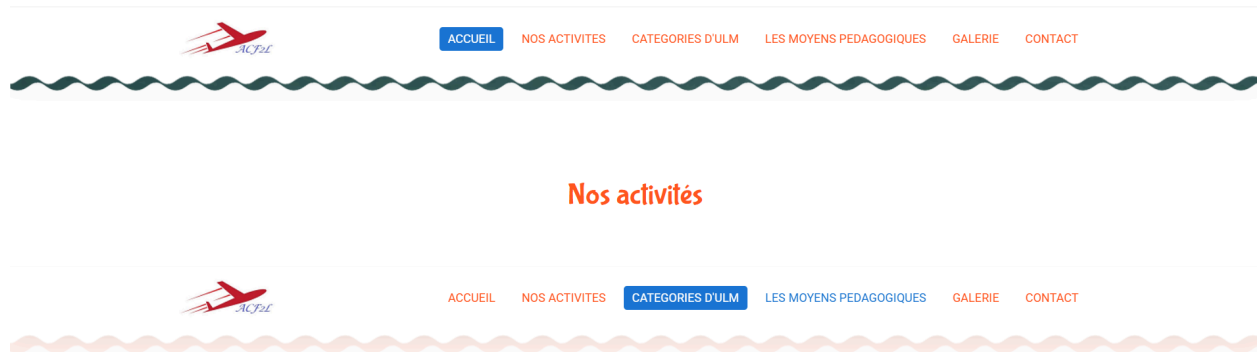 ACF2L ACCUEIL NOS ACTIVITES CATEGORIES D'ULM LES MOYENS PEDAGOGIQUES GALERIE CONTACT
Nos activités
ACF2L ACCUEIL NOS ACTIVITES CATEGORIES D'ULM LES MOYENS PEDAGOGIQUES GALERIE CONTACT